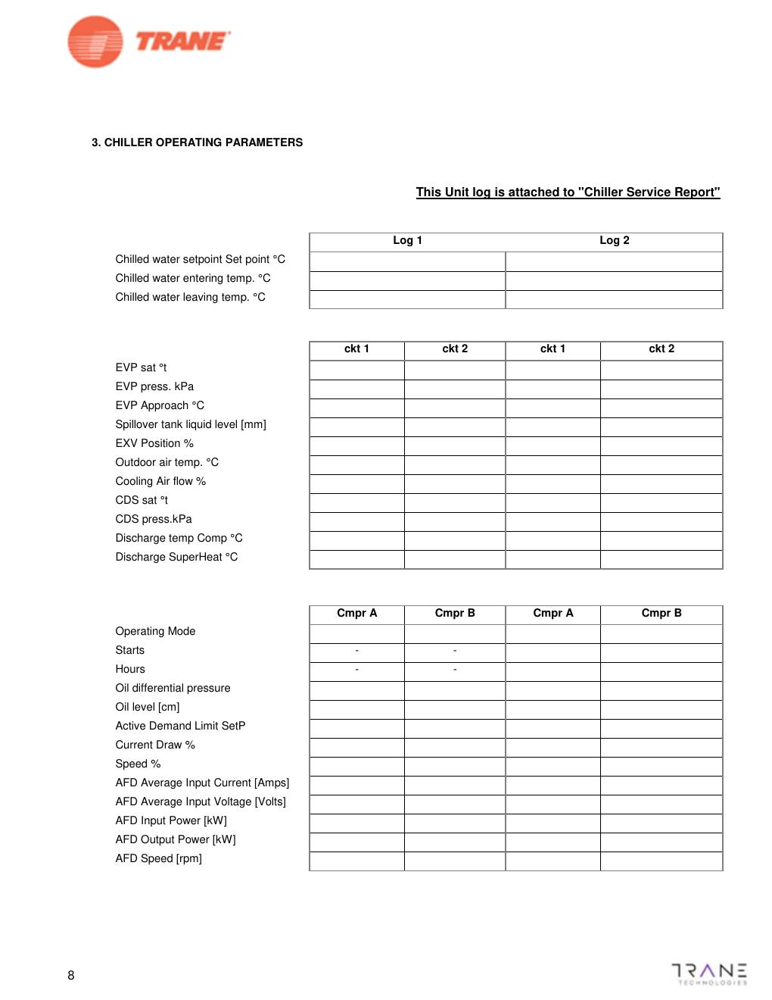 TRANE
3. CHILLER OPERATING PARAMETERS
This Unit log is attached to "Chiller Service Report"
Log 1 Log 2
Chilled water setpoint Set point °C
Chilled water entering temp. °C
Chilled water leaving temp. °C
ckt 1 ckt 2 ckt 1 ckt 2
EVP sat °t
EVP press. kPa
EVP Approach °C
Spillover tank liquid level [mm]
EXV Position %
Outdoor air temp. °C
Cooling Air flow %
CDS sat °t
CDS press.kPa
Discharge temp Comp °C
Discharge SuperHeat °C
Cmpr A Cmpr B Cmpr A Cmpr B
Operating Mode
Starts - -
Hours - -
Oil differential pressure
Oil level [cm]
Active Demand Limit SetP
Current Draw %
Speed %
AFD Average Input Current [Amps]
AFD Average Input Voltage [Volts]
AFD Input Power [kW]
AFD Output Power [kW]
AFD Speed [rpm]
8
TRANE
TECHNOLOGIES